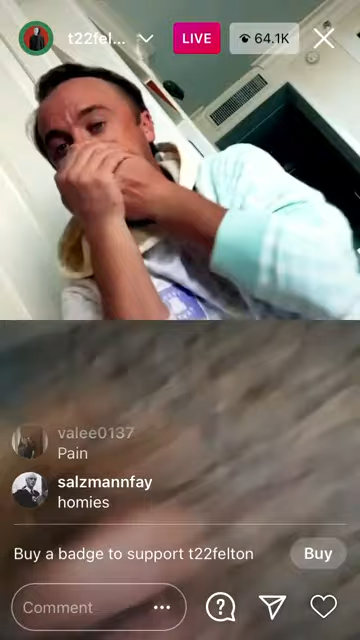 t22fel...
LIVE
64.1K
valee0137
Pain
salzmannfay
homies
Buy a badge to support t22felton
Buy
Comment